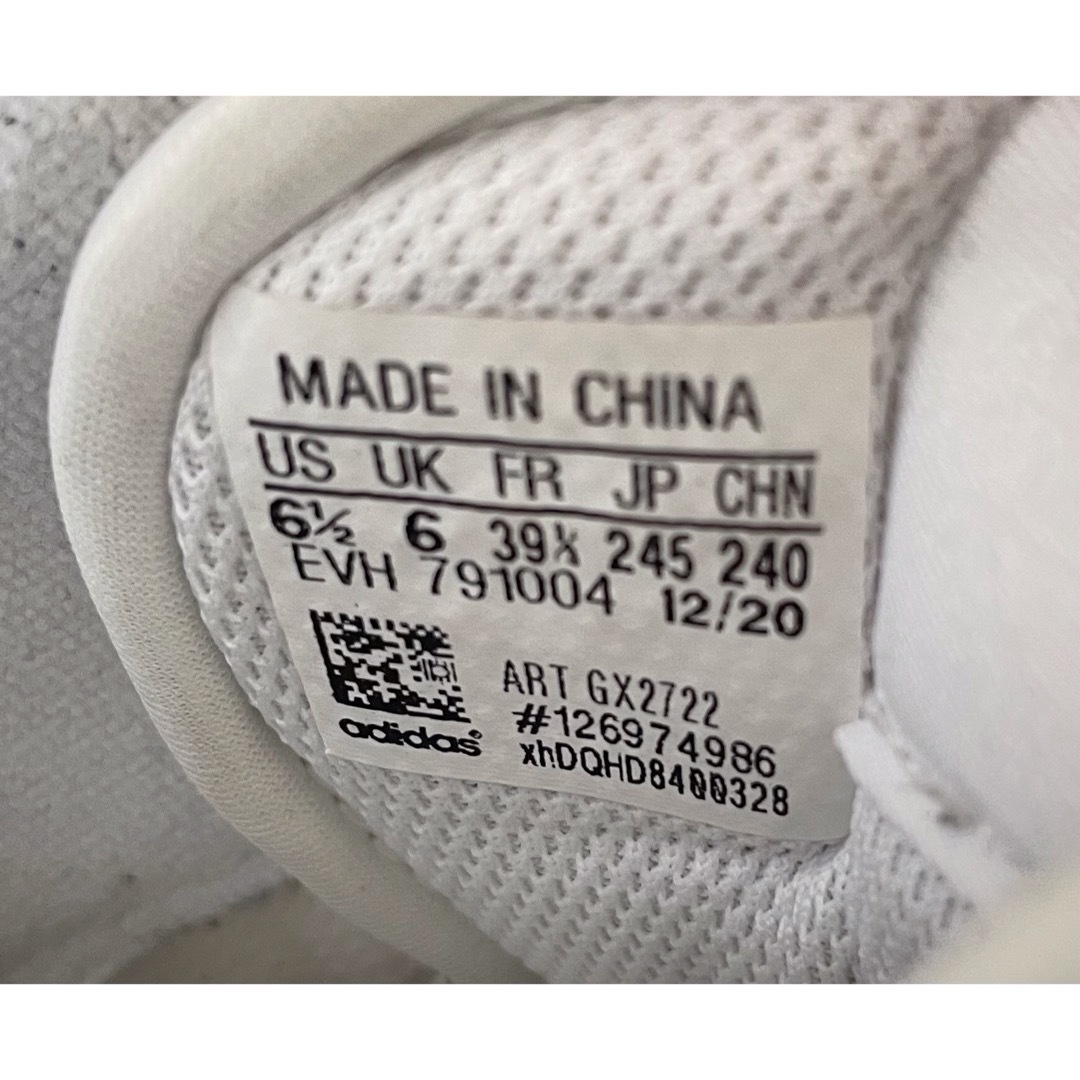 MADE IN CHINA
US UK FR JP CHN
6½ 6 39⅓ 245 240
EVH 791004 12/20
ART GX2722
#126974986
adidas
xhDQHD8400328